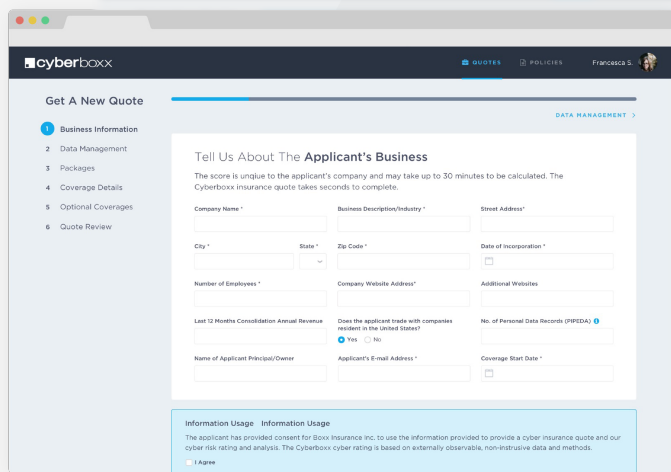 cyberboxx
QUOTES
POLICIES
Francesca S.
Get A New Quote
DATA MANAGEMENT >
1 Business Information
2 Data Management
3 Packages
4 Coverage Details
5 Optional Coverages
6 Quote Review
Tell Us About The Applicant's Business
The score is unqiue to the applicant's company and may take up to 30 minutes to be calculated. The
Cyberboxx insurance quote takes seconds to complete.
Company Name *
Business Description/Industry *
Street Address*
City *
State *
Zip Code *
Date of Incorporation *
Number of Employees *
Company Website Address*
Additional Websites
Last 12 Months Consolidation Annual Revenue
Does the applicant trade with companies
resident in the United States?
Yes No
No. of Personal Data Records (PIPEDA)
Name of Applicant Principal/Owner
Applicant's E-mail Address *
Coverage Start Date *
Information Usage Information Usage
The applicant has provided consent for Boxx Insurance Inc. to use the information provided to provide a cyber insurance quote and our
cyber risk rating and analysis. The Cyberboxx cyber rating is based on externally observable, non-instrusive data and methods.
I Agree